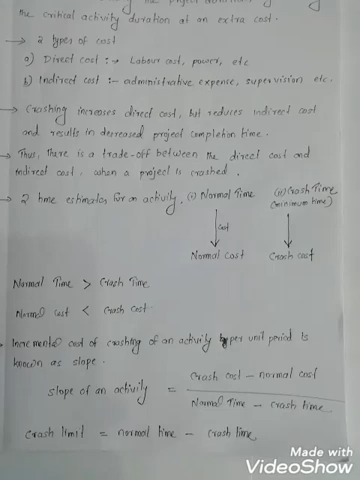 the project duration
the critical activity duration at an extra cost.
→ 2 types of cost
a) Direct cost :→ Labour cost, power, etc
b) Indirect cost :- administrative expense, supervision etc.
→ Crashing increases direct cost, but reduces indirect cost
and results in decreased project completion time.
→ Thus, there is a trade-off between the direct cost and
indirect cost. when a project is crashed.
→ 2 time estimates for an activity. (i) Normal Time (ii) Crash Time
(minimum time)
cost
Normal Cost Crash cost
Normal Time > Crash Time
Normal cost < Crash cost.
Incremental cost of crashing of an activity per unit period is
known as slope.
slope of an activity = crash cost - normal cost
Normal Time - crash time
crash limit = normal time - crash time
Made with
VideoShow